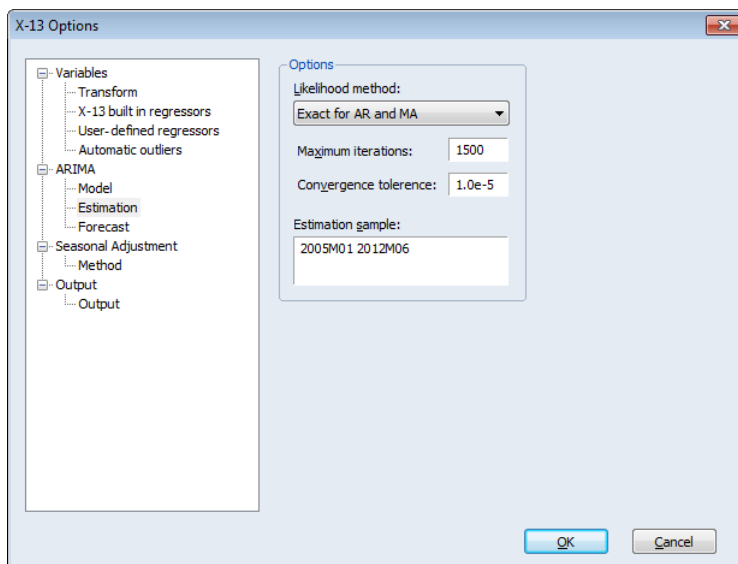 X-13 Options
Variables
Transform
X-13 built in regressors
User-defined regressors
Automatic outliers
ARIMA
Model
Estimation
Forecast
Seasonal Adjustment
Method
Output
Output
Options
Likelihood method:
Exact for AR and MA
Maximum iterations: 1500
Convergence tolerence: 1.0e-5
Estimation sample:
2005M01 2012M06
OK Cancel